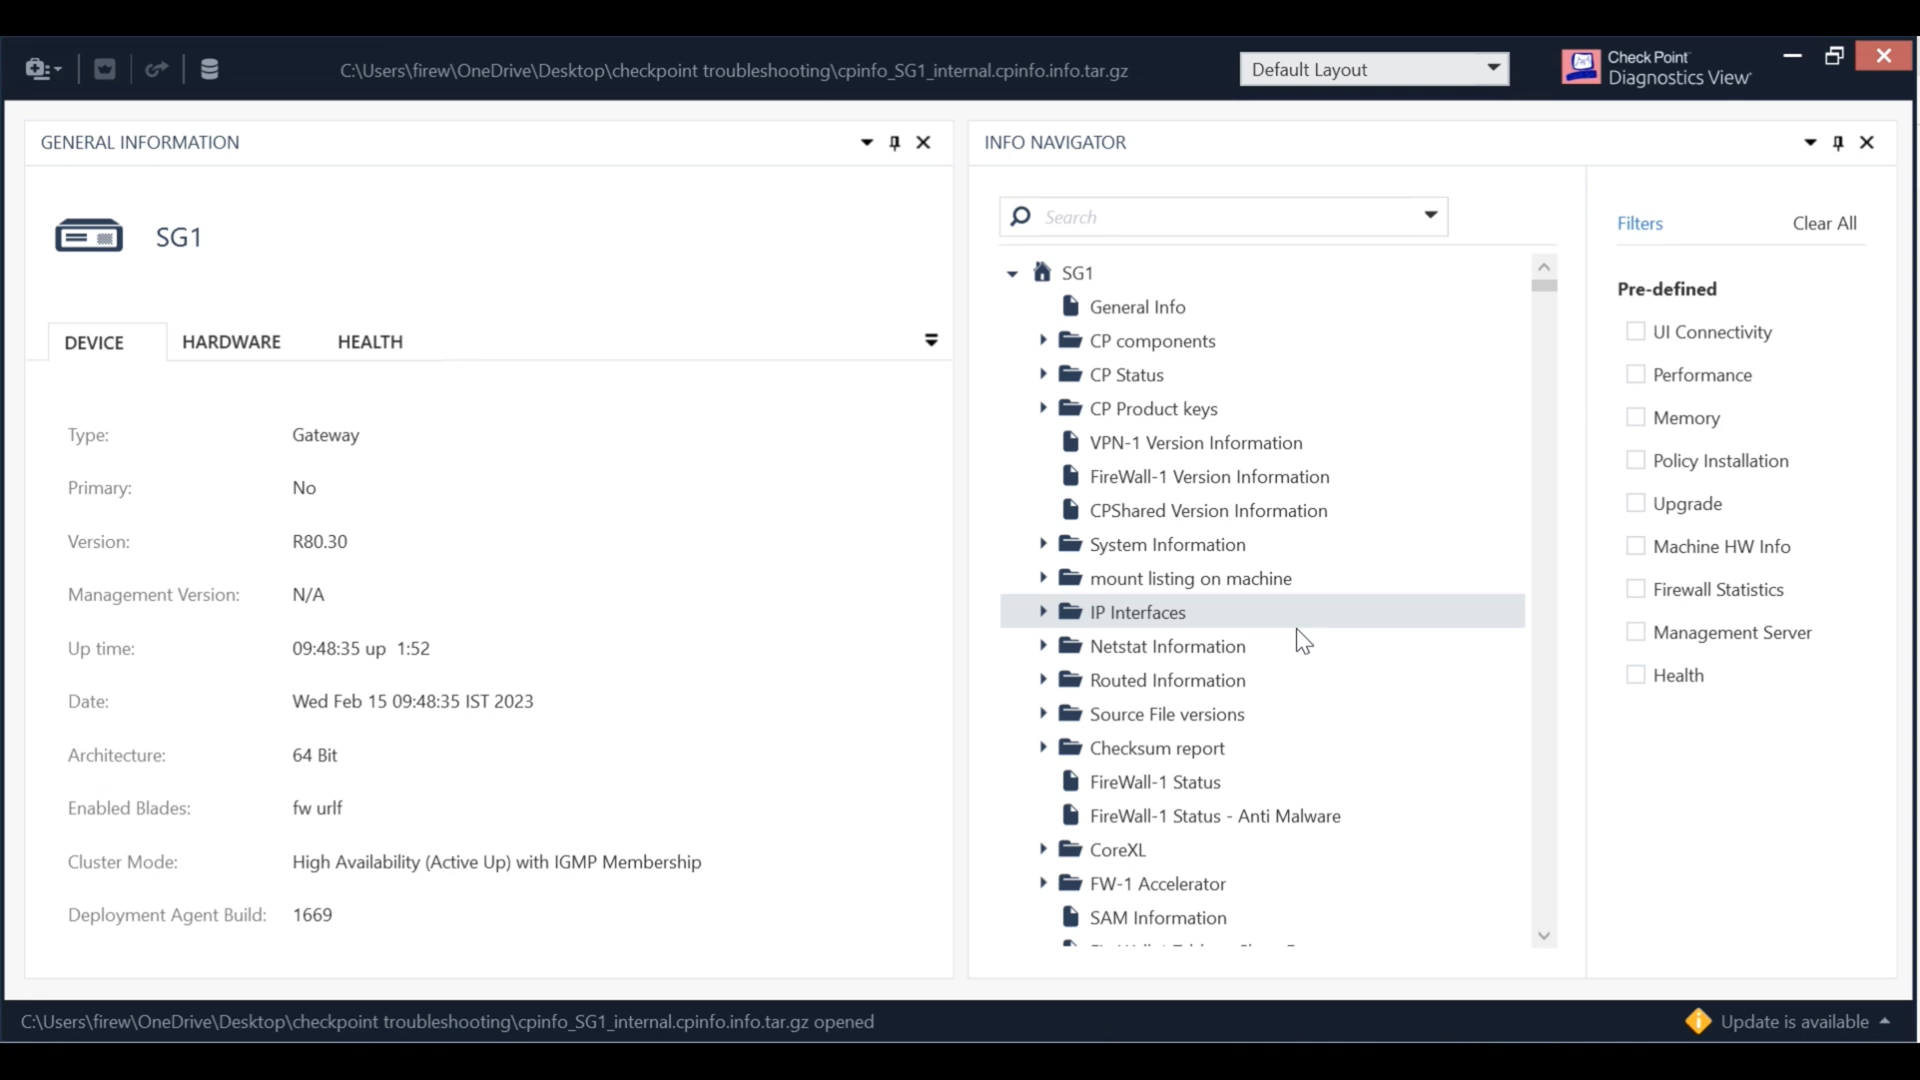 C:\Users\firew\OneDrive\Desktop\checkpoint troubleshooting\cpinfo_SG1_internal.cpinfo.info.tar.gz
Default Layout
Check Point
Diagnostics View
GENERAL INFORMATION
SG1
DEVICE
HARDWARE
HEALTH
Type: Gateway
Primary: No
Version: R80.30
Management Version: N/A
Up time: 09:48:35 up 1:52
Date: Wed Feb 15 09:48:35 IST 2023
Architecture: 64 Bit
Enabled Blades: fw urlf
Cluster Mode: High Availability (Active Up) with IGMP Membership
Deployment Agent Build: 1669
INFO NAVIGATOR
Search
SG1
General Info
CP components
CP Status
CP Product keys
VPN-1 Version Information
FireWall-1 Version Information
CPShared Version Information
System Information
mount listing on machine
IP Interfaces
Netstat Information
Routed Information
Source File versions
Checksum report
FireWall-1 Status
FireWall-1 Status - Anti Malware
CoreXL
FW-1 Accelerator
SAM Information
Filters
Clear All
Pre-defined
UI Connectivity
Performance
Memory
Policy Installation
Upgrade
Machine HW Info
Firewall Statistics
Management Server
Health
C:\Users\firew\OneDrive\Desktop\checkpoint troubleshooting\cpinfo_SG1_internal.cpinfo.info.tar.gz opened
Update is available